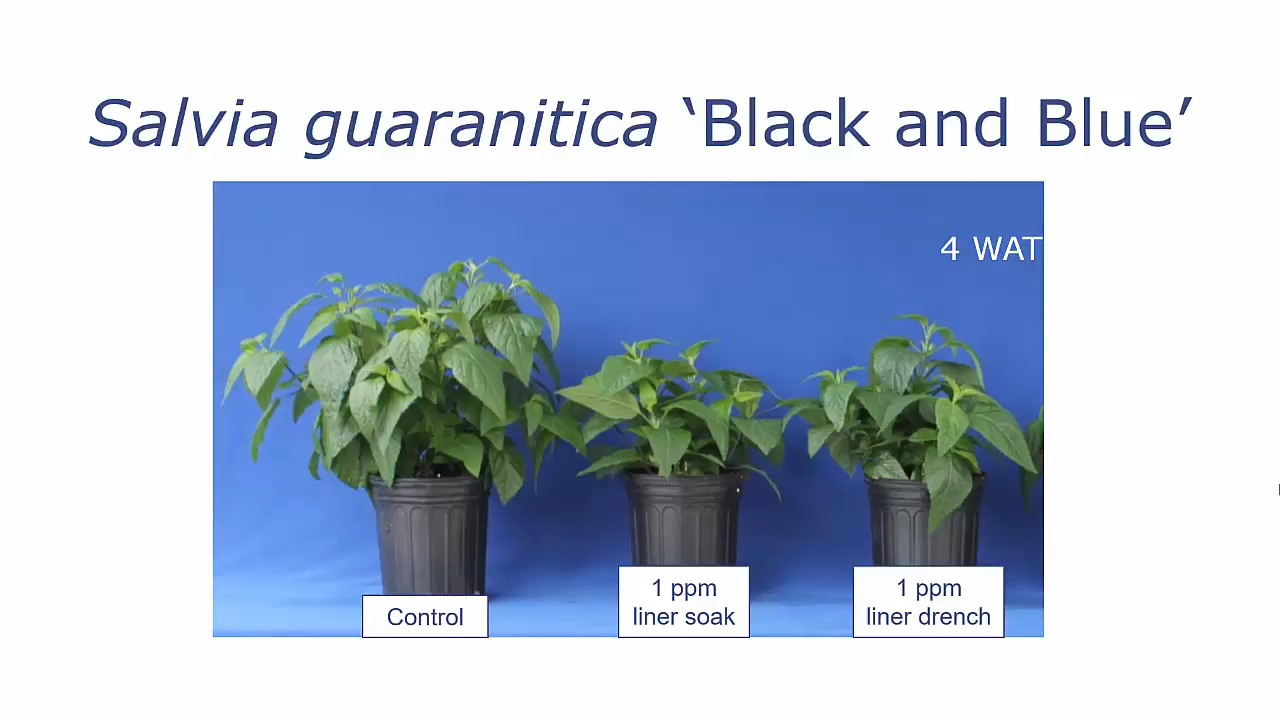 Salvia guaranitica ‘Black and Blue’
4 WAT
Control
1 ppm
liner soak
1 ppm
liner drench